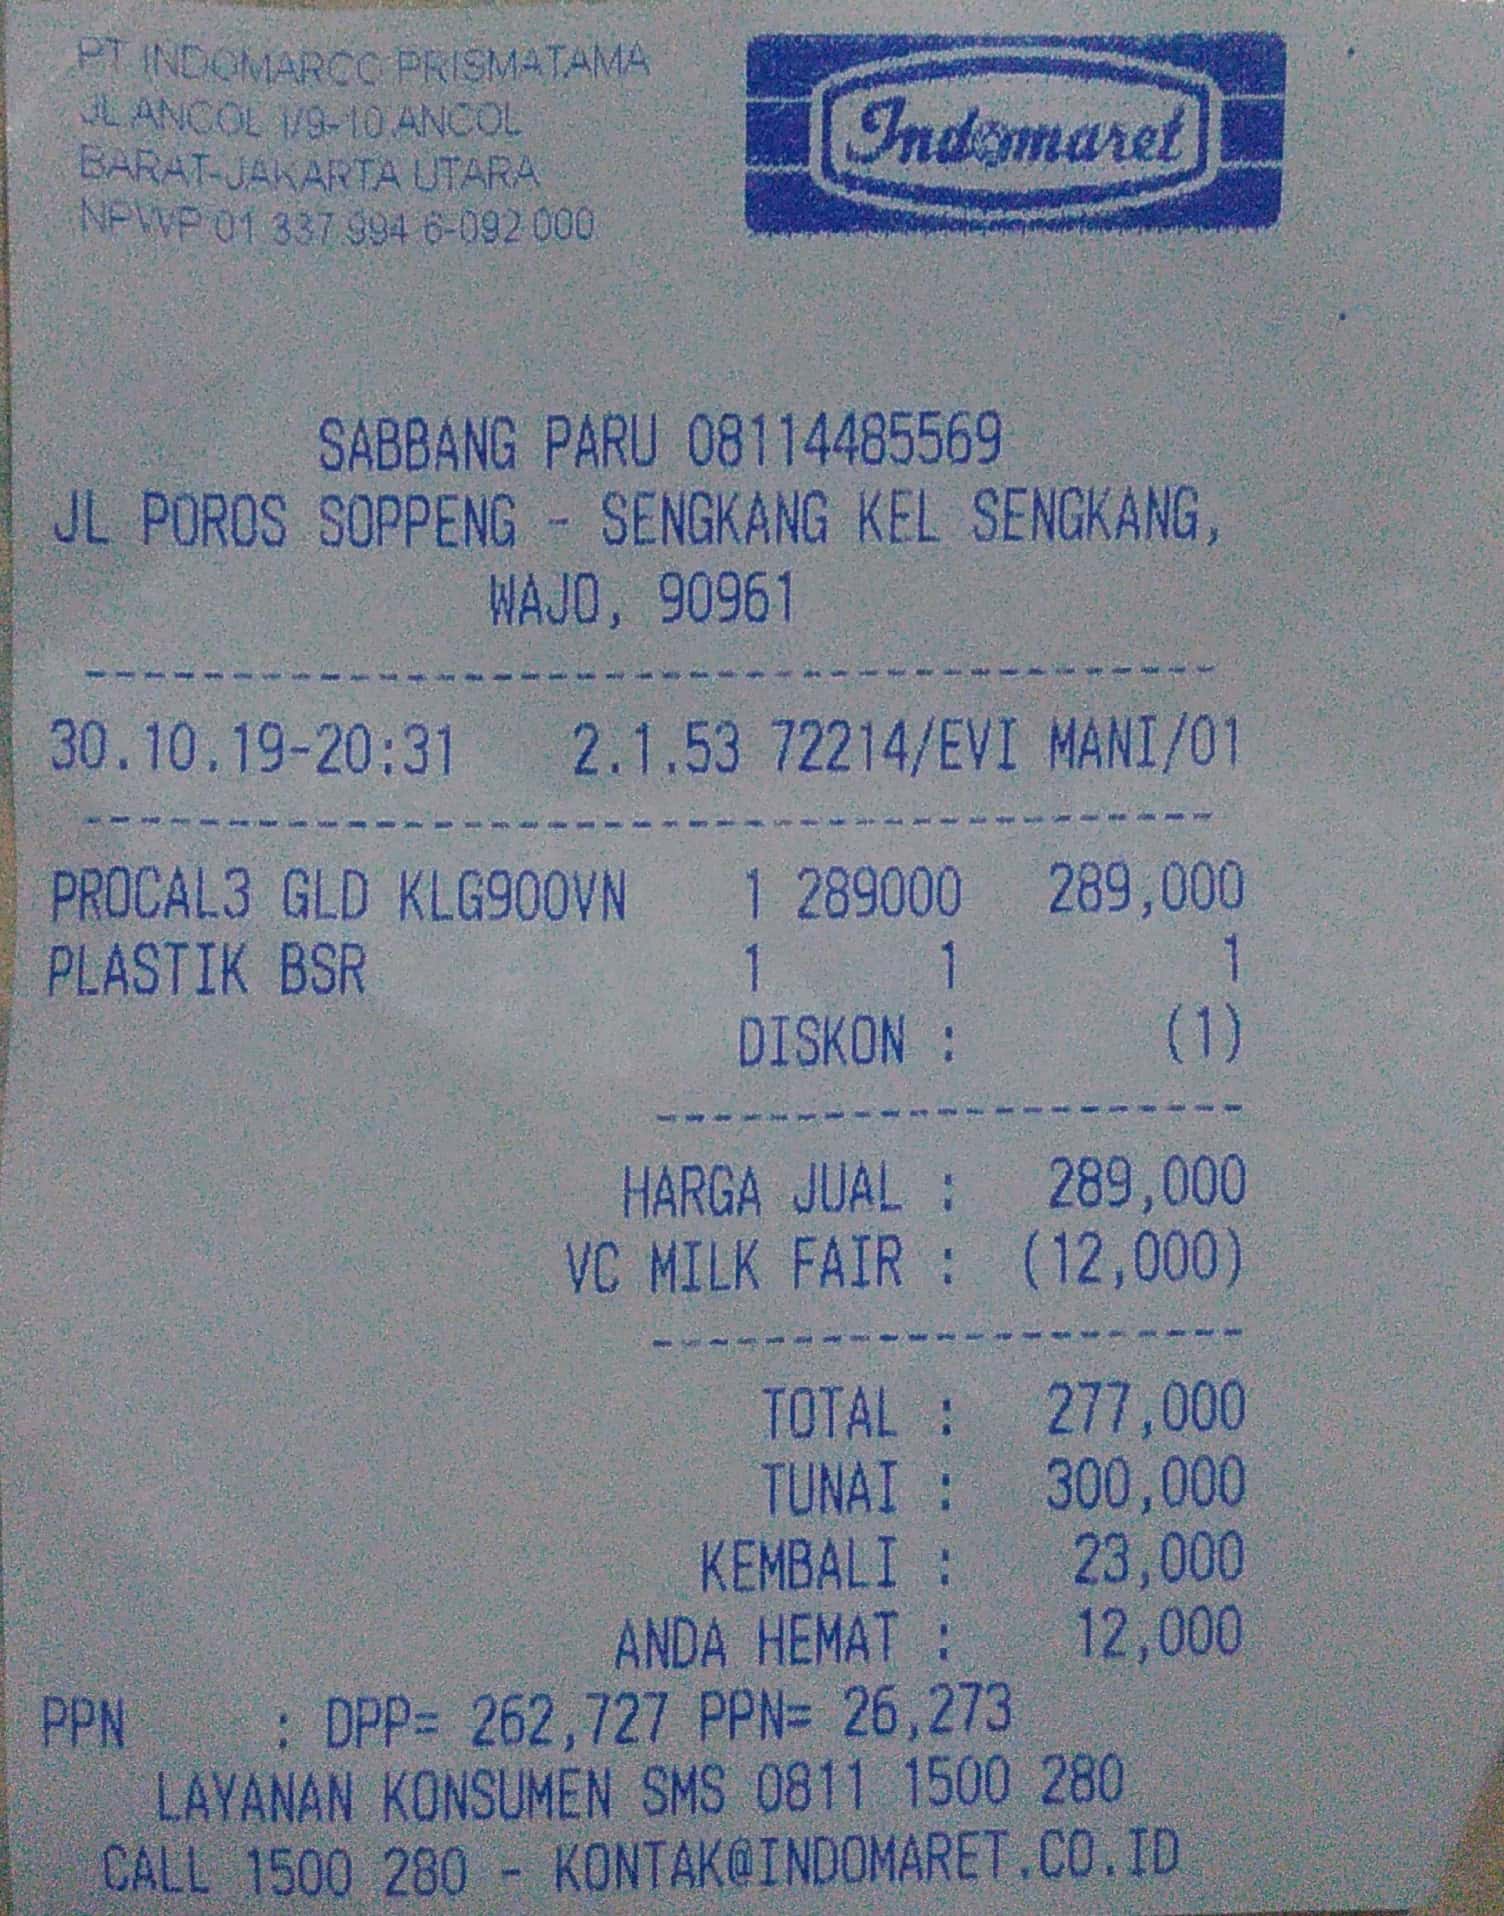 PT INDOMARCO PRISMATAMA
JL ANCOL 1/9-10 ANCOL
BARAT-JAKARTA UTARA
NPWP 01 337 994 6-092 000
Indomaret
SABBANG PARU 08114485569
JL POROS SOPPENG - SENGKANG KEL SENGKANG,
WAJO, 90961
30.10.19-20:31 2.1.53 72214/EVI MANI/01
PROCAL3 GLD KLG900VN 1 289000 289,000
PLASTIK BSR 1 1 1
DISKON : (1)
HARGA JUAL : 289,000
VC MILK FAIR : (12,000)
TOTAL : 277,000
TUNAI : 300,000
KEMBALI : 23,000
ANDA HEMAT : 12,000
PPN : DPP= 262,727 PPN= 26,273
LAYANAN KONSUMEN SMS 0811 1500 280
CALL 1500 280 - KONTAK@INDOMARET.CO.ID